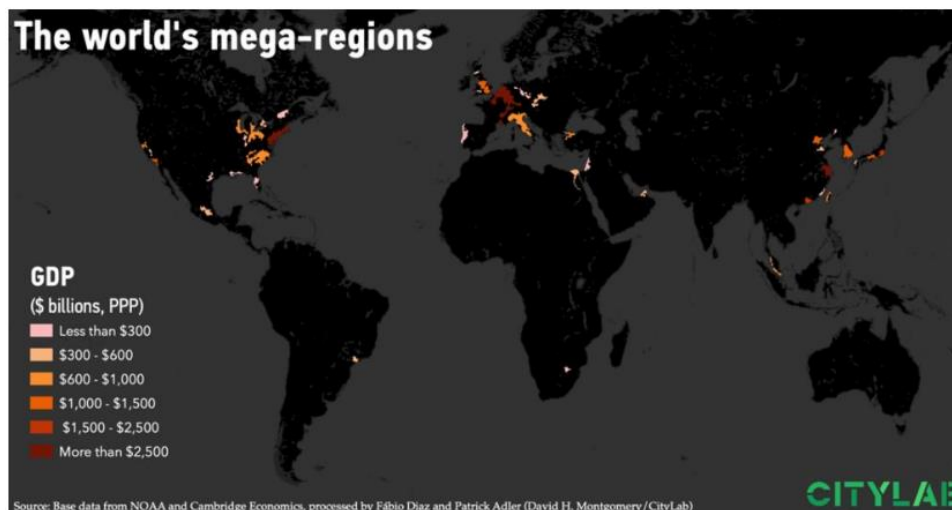 The world's mega-regions
GDP
($ billions, PPP)
Less than $300
$300 - $600
$600 - $1,000
$1,000 - $1,500
$1,500 - $2,500
More than $2,500
CITYLAB
Source: Base data from NOAA and Cambridge Economics, processed by Fábio Diaz and Patrick Adler (David H. Montgomery/CityLab)